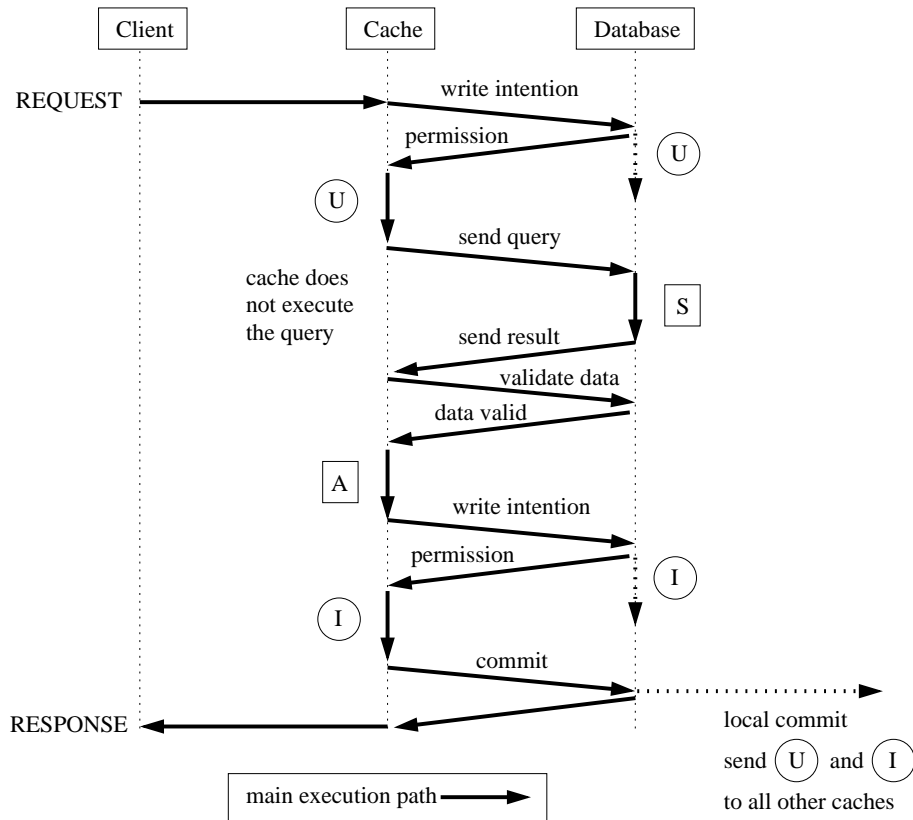 Client
Cache
Database
REQUEST
write intention
permission
U
U
send query
cache does
not execute
the query
S
send result
validate data
data valid
A
write intention
permission
I
I
commit
RESPONSE
local commit
send U and I
to all other caches
main execution path